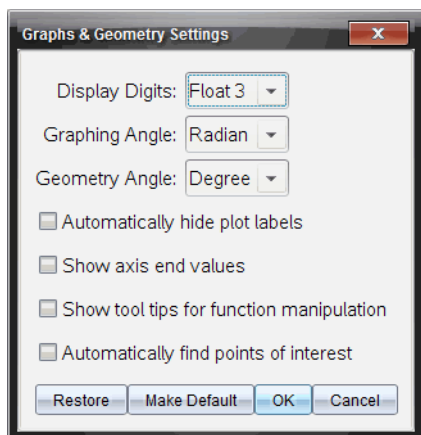 Graphs & Geometry Settings
Display Digits: Float 3
Graphing Angle: Radian
Geometry Angle: Degree
Automatically hide plot labels
Show axis end values
Show tool tips for function manipulation
Automatically find points of interest
Restore Make Default OK Cancel